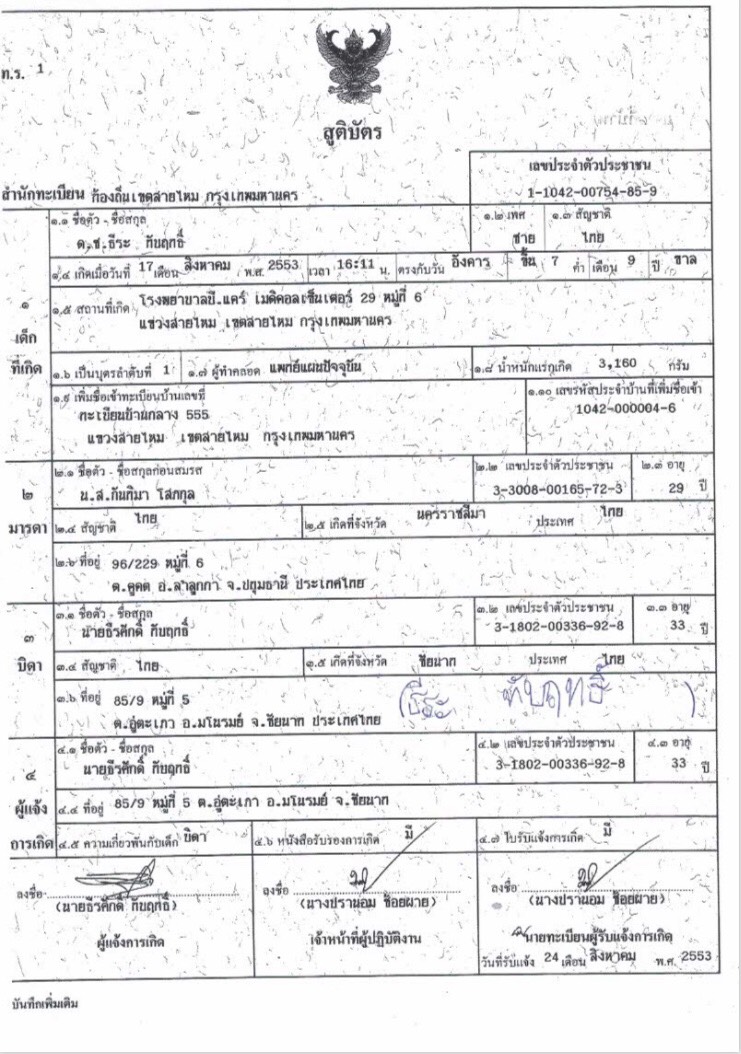 ท.ร. 1
สูติบัตร
สำนักทะเบียน ท้องถิ่นเขตสายไหม กรุงเทพมหานคร
เลขประจำตัวประชาชน
1-1042-00754-85-9
๑.๑ ชื่อตัว - ชื่อสกุล
ด.ช.ธีระ ทับฤทธิ์
๑.๒ เพศ
ชาย
๑.๓ สัญชาติ
ไทย
๑.๔ เกิดเมื่อวันที่ 17 เดือน สิงหาคม พ.ศ. 2553 เวลา 16:11 น. ตรงกับวัน อังคาร ขึ้น 7 ค่ำ เดือน 9 ปี ขาล
๑
เด็ก
ที่เกิด
๑.๕ สถานที่เกิด โรงพยาบาลบี.แคร์ เมดิคอลเซ็นเตอร์ 29 หมู่ที่ 6
แขวงสายไหม เขตสายไหม กรุงเทพมหานคร
๑.๖ เป็นบุตรลำดับที่ 1 ๑.๗ ผู้ทำคลอด แพทย์แผนปัจจุบัน ๑.๘ น้ำหนักแรกเกิด 3,160 กรัม
๑.๙ เพิ่มชื่อเข้าทะเบียนบ้านเลขที่
ทะเบียนบ้านกลาง 555
แขวงสายไหม เขตสายไหม กรุงเทพมหานคร
๑.๑๐ เลขรหัสประจำบ้านที่เพิ่มชื่อเข้า
1042-000004-6
๒
มารดา
๒.๑ ชื่อตัว - ชื่อสกุลก่อนสมรส
น.ส.กันทิมา โสกกุล
๒.๒ เลขประจำตัวประชาชน
3-3008-00165-72-3
๒.๓ อายุ
29 ปี
๒.๔ สัญชาติ ไทย ๒.๕ เกิดที่จังหวัด นครราชสีมา ประเทศ ไทย
๒.๖ ที่อยู่ 96/229 หมู่ที่ 6
ต.คูคต อ.ลำลูกกา จ.ปทุมธานี ประเทศไทย
๓
บิดา
๓.๑ ชื่อตัว - ชื่อสกุล
นายธีรศักดิ์ ทับฤทธิ์
๓.๒ เลขประจำตัวประชาชน
3-1802-00336-92-8
๓.๓ อายุ
33 ปี
๓.๔ สัญชาติ ไทย ๓.๕ เกิดที่จังหวัด ชัยนาท ประเทศ ไทย
๓.๖ ที่อยู่ 85/9 หมู่ที่ 5
ต.อู่ตะเภา อ.มโนรมย์ จ.ชัยนาท ประเทศไทย
(ธีระ ทับฤทธิ์)
๔
ผู้แจ้ง
การเกิด
๔.๑ ชื่อตัว - ชื่อสกุล
นายธีรศักดิ์ ทับฤทธิ์
๔.๒ เลขประจำตัวประชาชน
3-1802-00336-92-8
๔.๓ อายุ
33 ปี
๔.๔ ที่อยู่ 85/9 หมู่ที่ 5 ต.อู่ตะเภา อ.มโนรมย์ จ.ชัยนาท
๔.๕ ความเกี่ยวพันกับเด็ก บิดา ๔.๖ หนังสือรับรองการเกิด มี ๔.๗ ใบรับแจ้งการเกิด มี
ลงชื่อ
(นายธีรศักดิ์ ทับฤทธิ์)
ผู้แจ้งการเกิด
ลงชื่อ
(นางปรานอม ช้อยผาย)
เจ้าหน้าที่ผู้ปฏิบัติงาน
ลงชื่อ
(นางปรานอม ช้อยผาย)
นายทะเบียนผู้รับแจ้งการเกิด
วันที่รับแจ้ง 24 เดือน สิงหาคม พ.ศ. 2553
บันทึกเพิ่มเติม